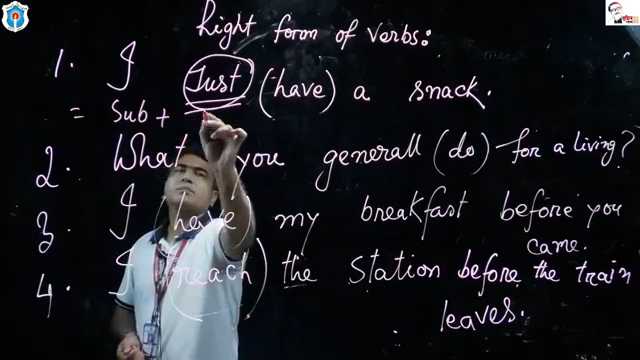 Right form of Verbs:
1. I Just (have) a snack.
= Sub +
2. What you generall (do) for a living?
3. I (have) my breakfast before you came.
4. I (reach) the station before the train leaves.